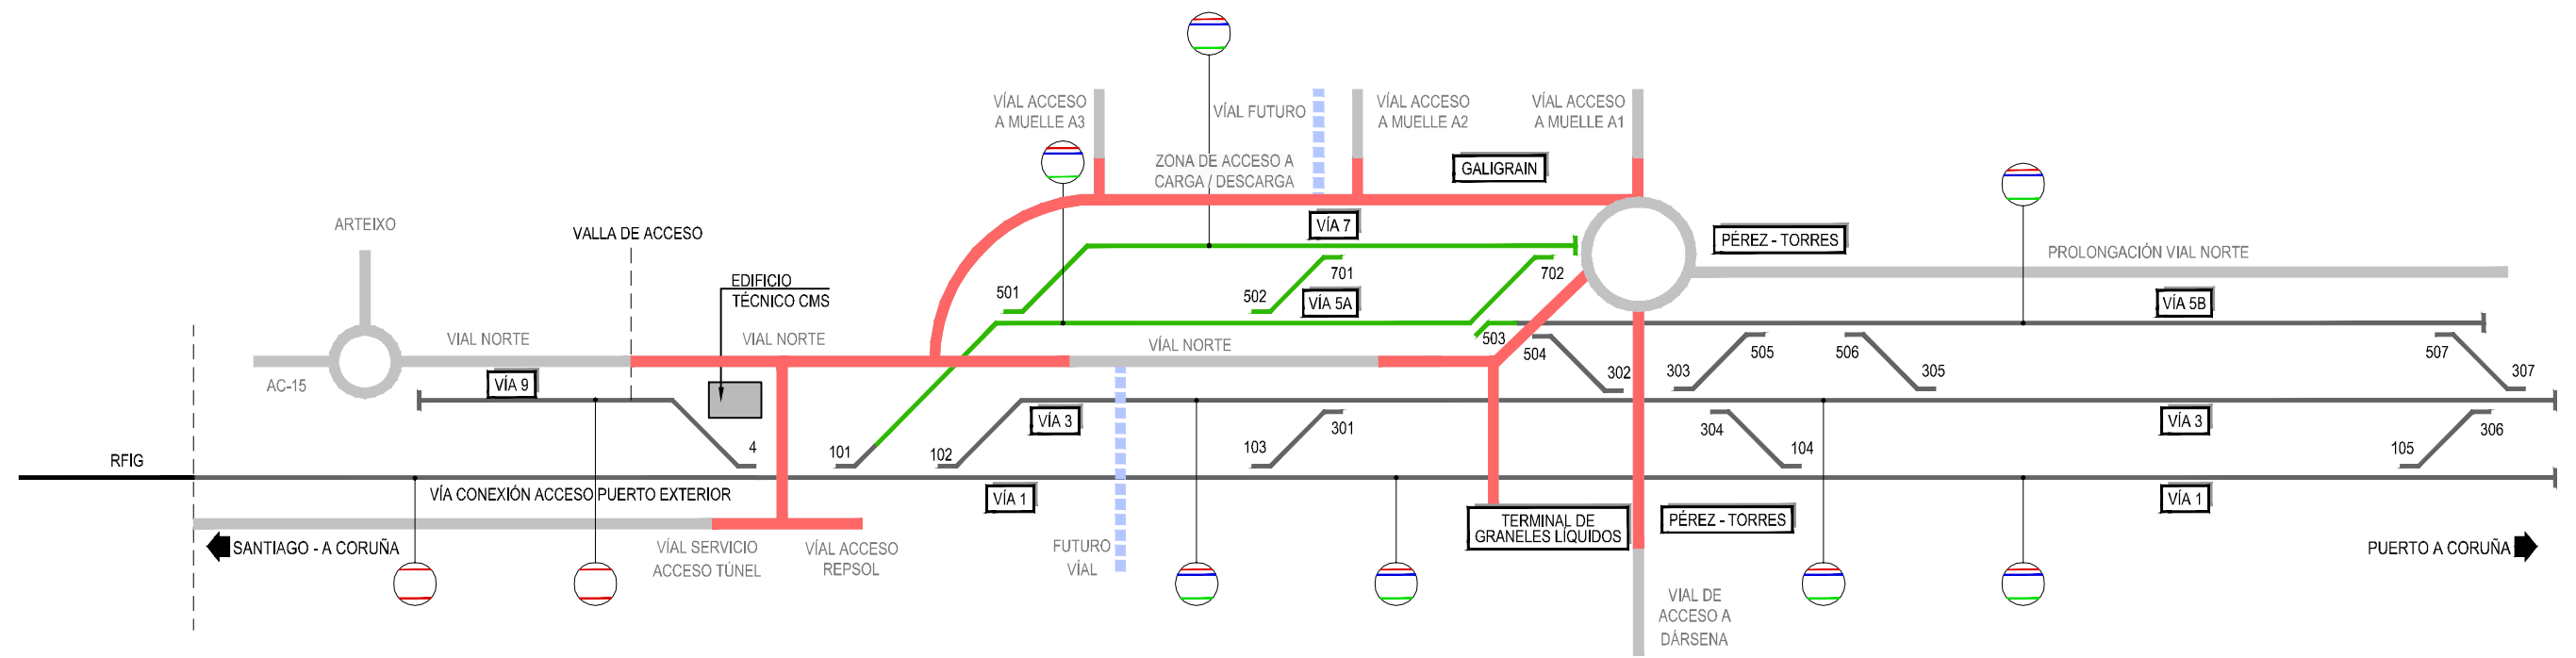 VÍAL ACCESO
A MUELLE A3
VÍAL FUTURO
VÍAL ACCESO
A MUELLE A2
VÍAL ACCESO
A MUELLE A1
ZONA DE ACCESO A
CARGA / DESCARGA
GALIGRAIN
ARTEIXO
VALLA DE ACCESO
VÍA 7
PÉREZ - TORRES
PROLONGACIÓN VIAL NORTE
EDIFICIO
TÉCNICO CMS
501
502
701
VÍA 5A
702
VÍA 5B
VIAL NORTE
VIAL NORTE
VÍAL NORTE
503
504
302
303
505
506
305
507
307
AC-15
VÍA 9
4
101
102
VÍA 3
103
301
304
104
VÍA 3
105
306
RFIG
VÍA CONEXIÓN ACCESO PUERTO EXTERIOR
VÍA 1
VÍA 1
TERMINAL DE
GRANELES LÍQUIDOS
PÉREZ - TORRES
SANTIAGO - A CORUÑA
VÍAL SERVICIO
ACCESO TÚNEL
VÍAL ACCESO
REPSOL
FUTURO
VÍAL
PUERTO A CORUÑA
VIAL DE
ACCESO A
DÁRSENA